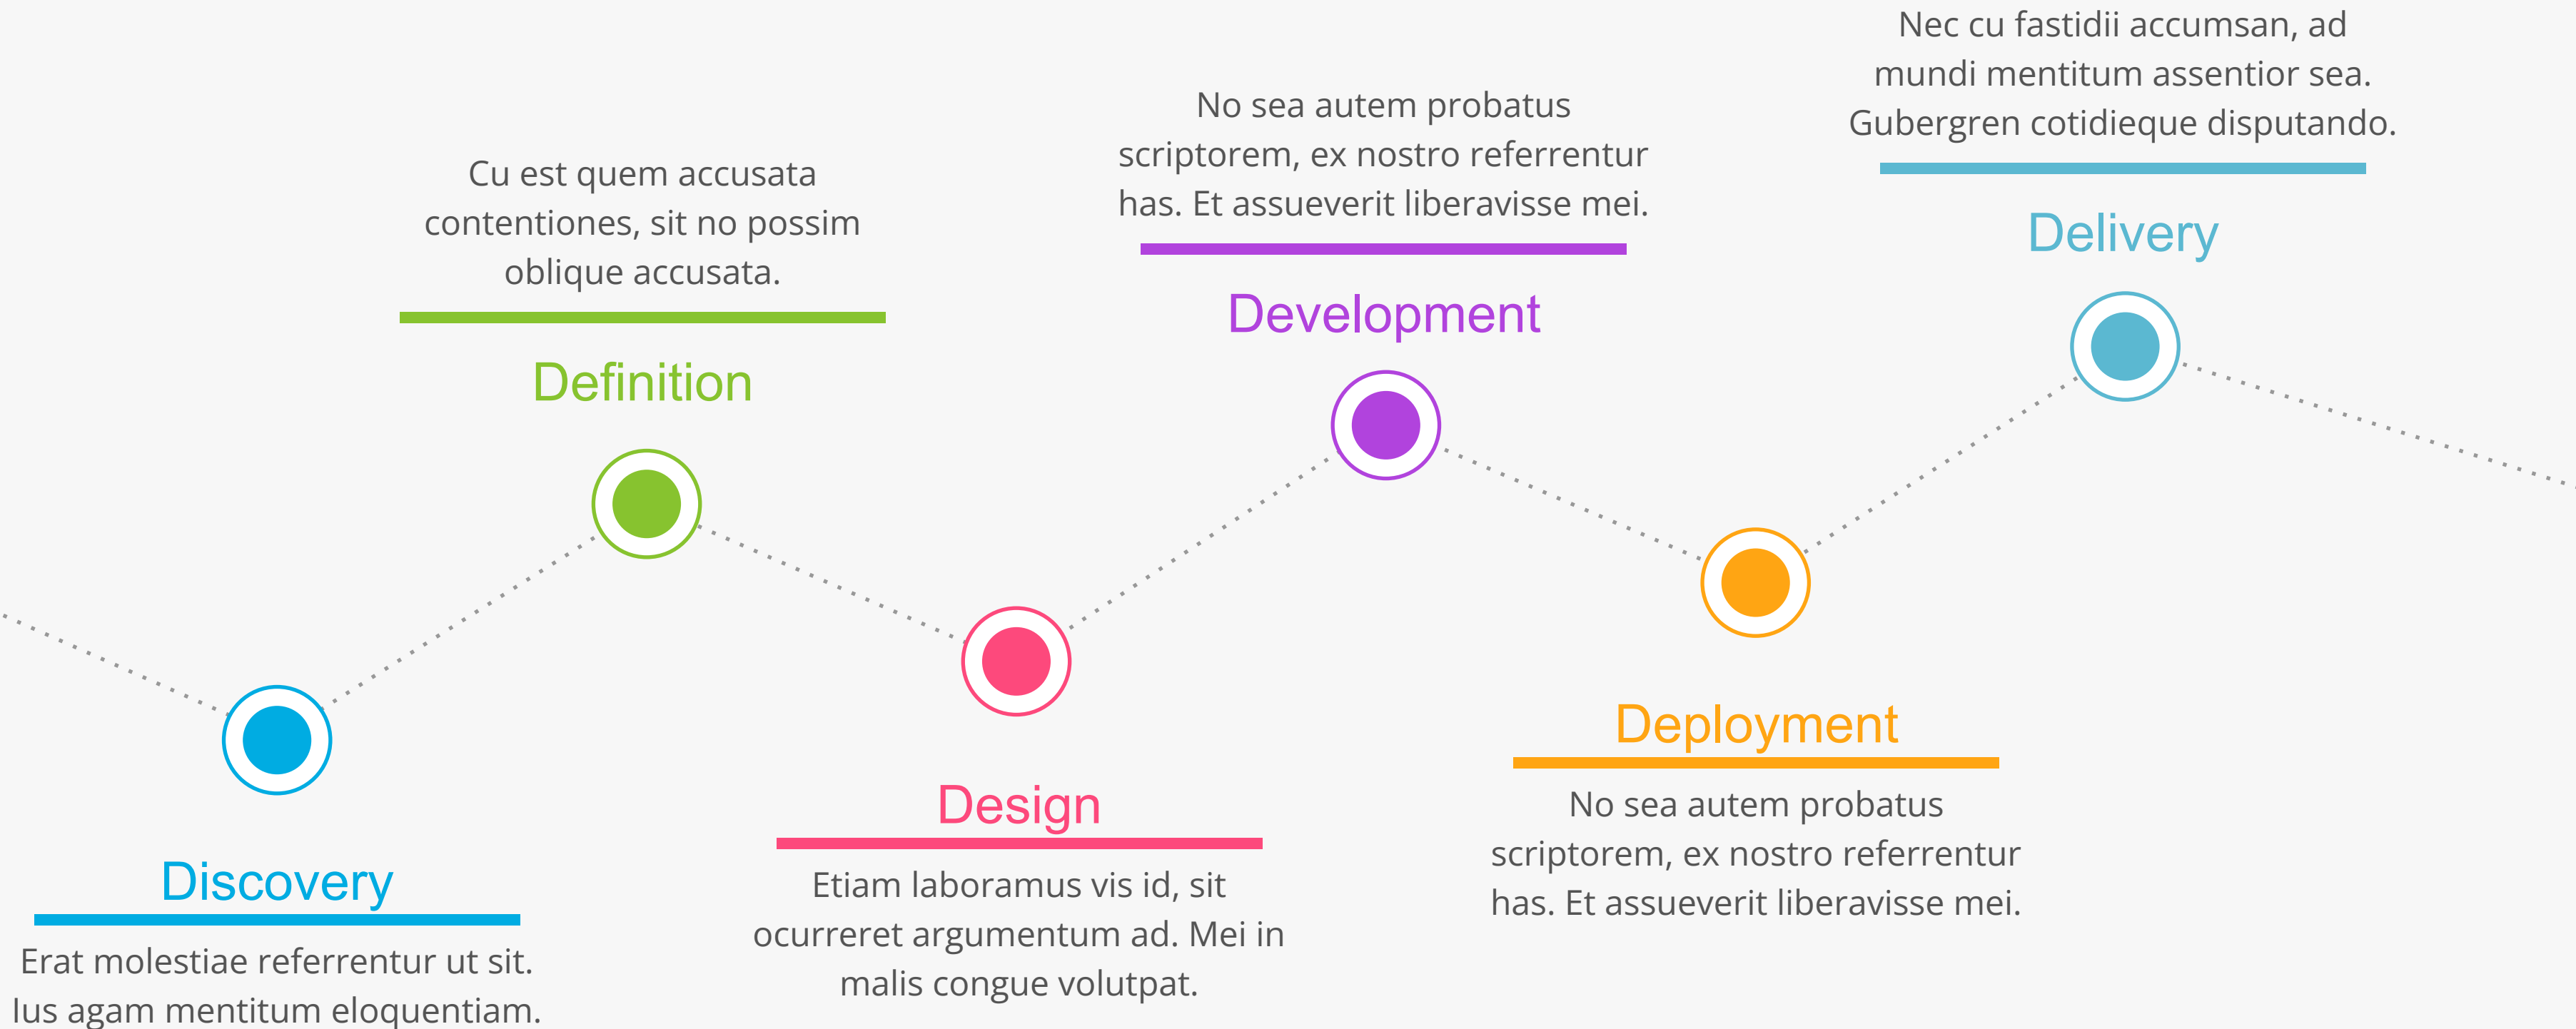 Discovery
Erat molestiae referrentur ut sit.
Ius agam mentitum eloquentiam.
Cu est quem accusata
contentiones, sit no possim
oblique accusata.
Definition
Design
Etiam laboramus vis id, sit
ocurreret argumentum ad. Mei in
malis congue volutpat.
No sea autem probatus
scriptorem, ex nostro referrentur
has. Et assueverit liberavisse mei.
Development
Deployment
No sea autem probatus
scriptorem, ex nostro referrentur
has. Et assueverit liberavisse mei.
Nec cu fastidii accumsan, ad
mundi mentitum assentior sea.
Gubergren cotidieque disputando.
Delivery